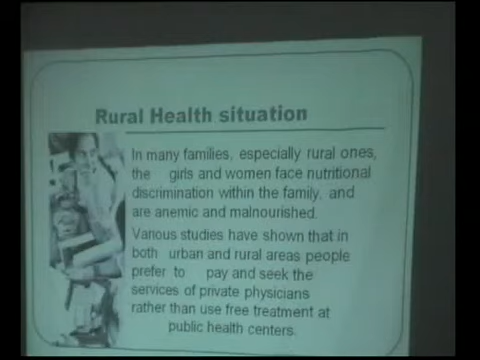 Rural Health situation
In many families, especially rural ones,
the girls and women face nutritional
discrimination within the family, and
are anemic and malnourished.
Various studies have shown that in
both urban and rural areas people
prefer to pay and seek the
services of private physicians
rather than use free treatment at
public health centers.